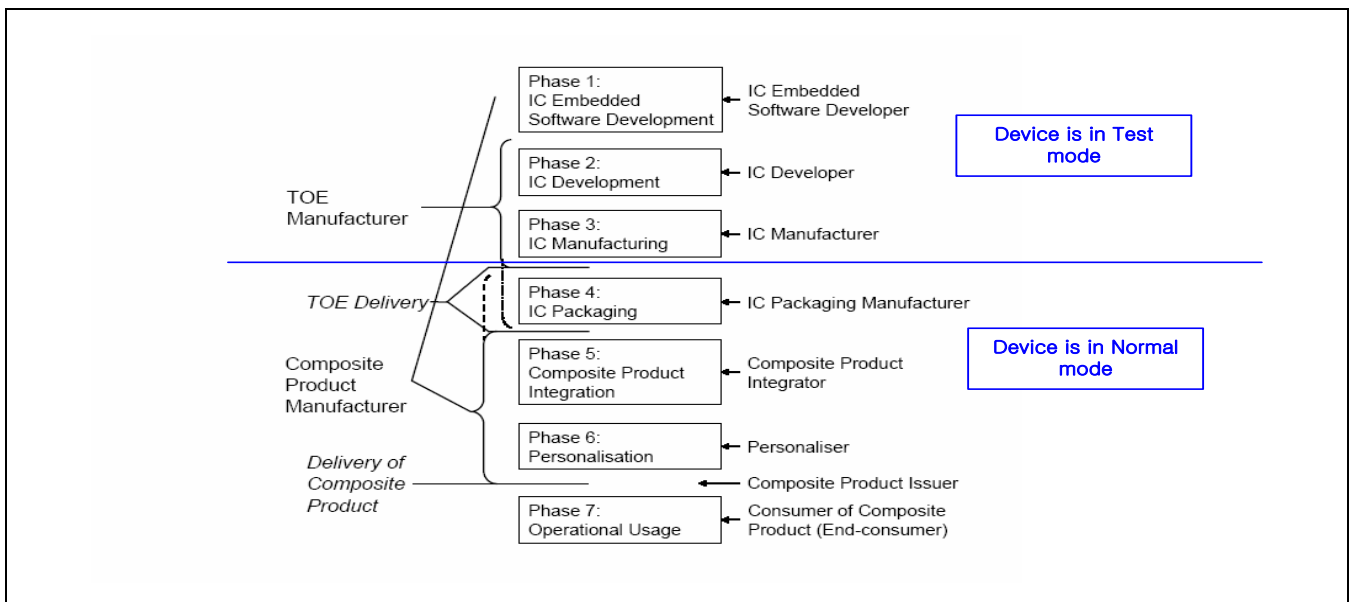 Phase 1:
IC Embedded
Software Development
IC Embedded
Software Developer
Device is in Test
mode
Phase 2:
IC Development
IC Developer
TOE
Manufacturer
Phase 3:
IC Manufacturing
IC Manufacturer
TOE Delivery
Phase 4:
IC Packaging
IC Packaging Manufacturer
Device is in Normal
mode
Composite
Product
Manufacturer
Phase 5:
Composite Product
Integration
Composite Product
Integrator
Phase 6:
Personalisation
Personaliser
Delivery of
Composite
Product
Composite Product Issuer
Phase 7:
Operational Usage
Consumer of Composite
Product (End-consumer)